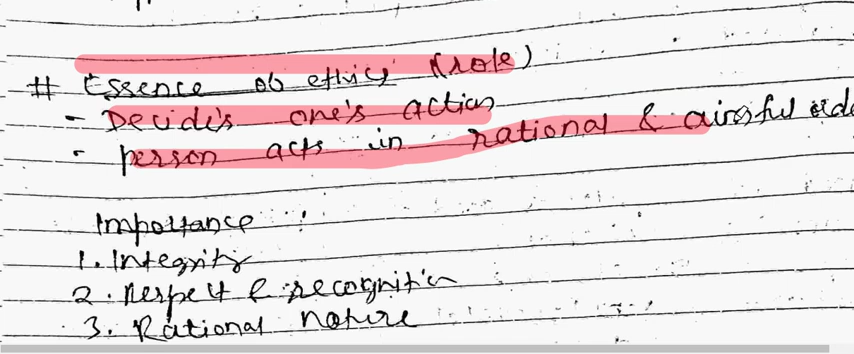 # Essence of ethics (role)
- Decides one's action
- person acts in rational &
Importance :
1. Integrity
2. Respect & recognition
3. Rational nature